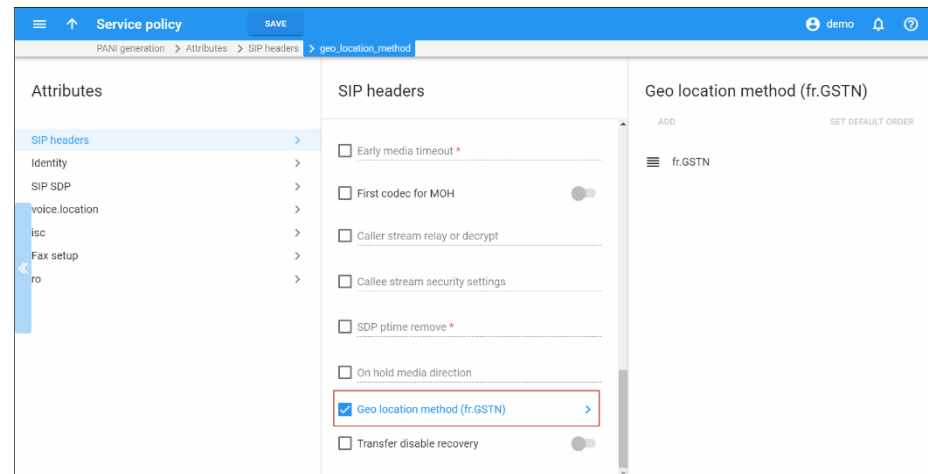 Service policy
SAVE
demo
PANI generation > Attributes > SIP headers > geo_location_method
Attributes
SIP headers
Identity
SIP SDP
voice.location
isc
Fax setup
ro
SIP headers
Early media timeout *
First codec for MOH
Caller stream relay or decrypt
Callee stream security settings
SDP ptime remove *
On hold media direction
Geo location method (fr.GSTN)
Transfer disable recovery
Geo location method (fr.GSTN)
ADD
SET DEFAULT ORDER
fr.GSTN